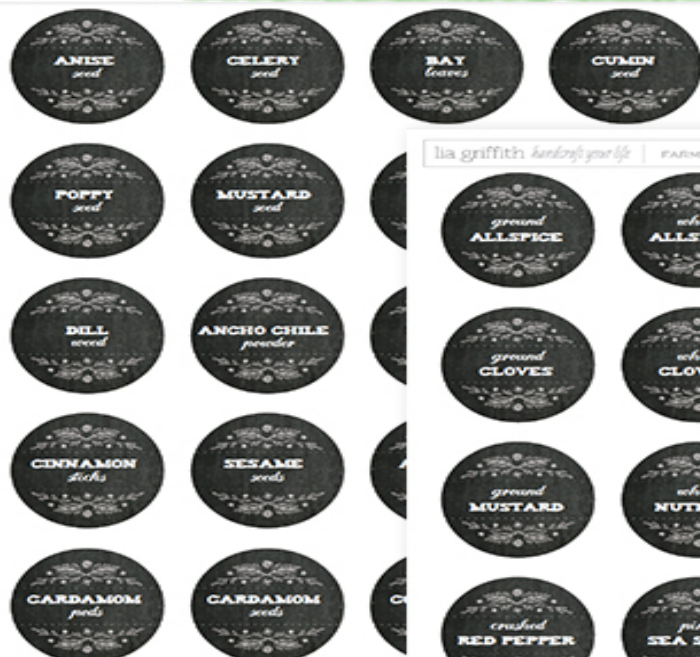 ANISE
seed
CELERY
seed
BAY
leaves
CUMIN
seed
POPPY
seed
MUSTARD
seed
DILL
weed
ANCHO CHILE
powder
CINNAMON
sticks
SESAME
seeds
CARDAMOM
pods
CARDAMOM
seeds
lia griffith handcraft your life
ground
ALLSPICE
ground
CLOVES
ground
MUSTARD
crushed
RED PEPPER
SEA